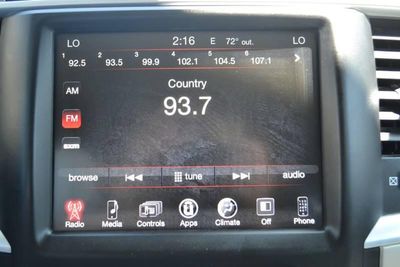 LO 2:16 E 72° out. LO
1 2 3 4 5 6
92.5 93.5 99.9 102.1 104.5 107.1
Country
AM
93.7
FM
sxm
browse tune audio
Radio Media Controls Apps Climate Off Phone